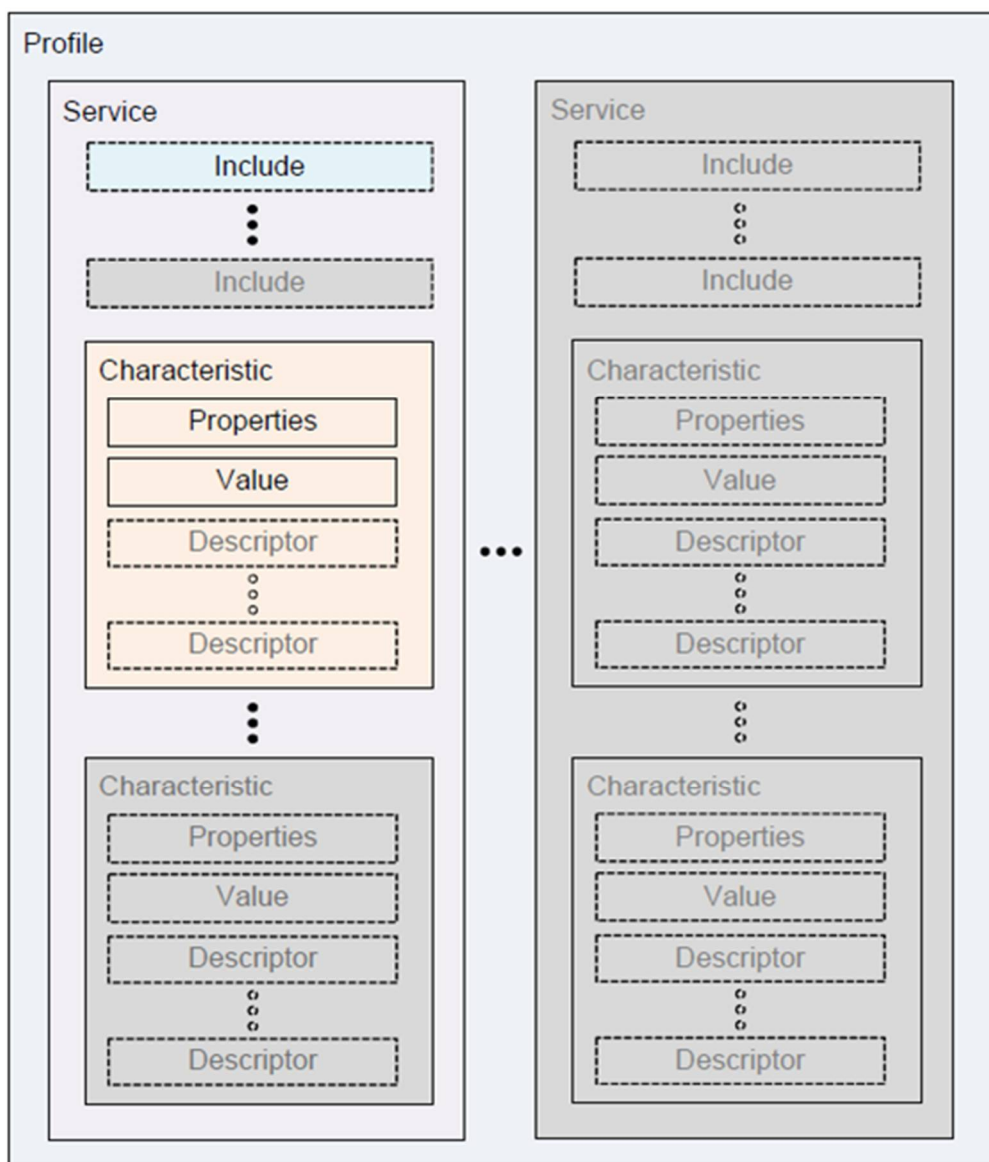 Profile
Service
Include
Include
Characteristic
Properties
Value
Descriptor
Descriptor
Characteristic
Properties
Value
Descriptor
Descriptor
Service
Include
Include
Characteristic
Properties
Value
Descriptor
Descriptor
Characteristic
Properties
Value
Descriptor
Descriptor